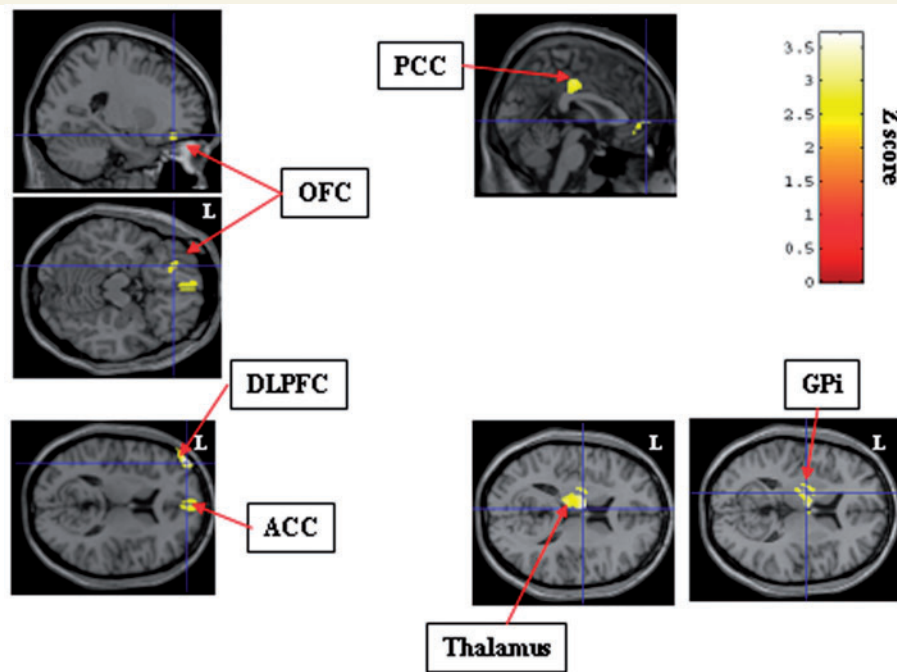 PCC
3.5
3
2.5
2
1.5
1
0.5
0
Z score
OFC
L
DLPFC
L
ACC
GPi
L
L
Thalamus